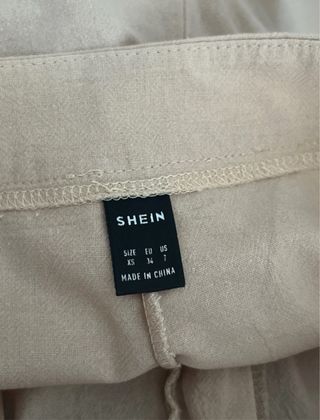 SHEIN
SIZE EU US
XS 34 2
MADE IN CHINA